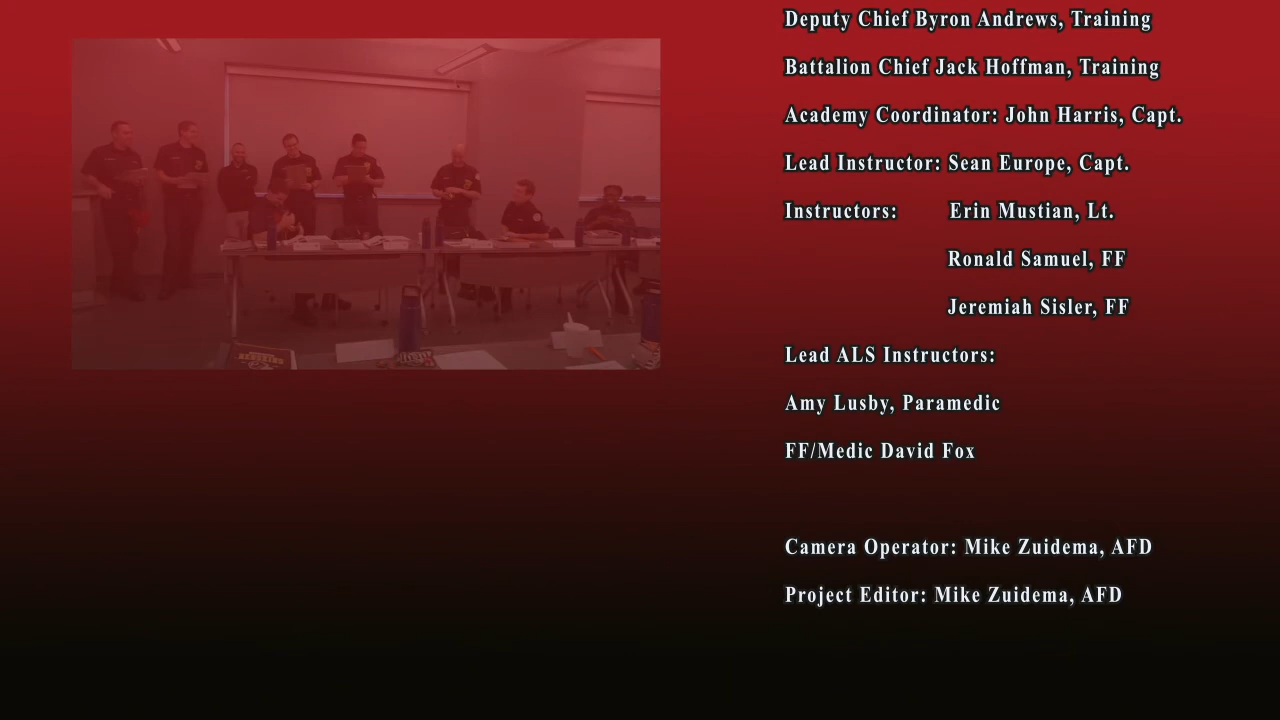 Deputy Chief Byron Andrews, Training
Battalion Chief Jack Hoffman, Training
Academy Coordinator: John Harris, Capt.
Lead Instructor: Sean Europe, Capt.
Instructors: Erin Mustian, Lt.
Ronald Samuel, FF
Jeremiah Sisler, FF
Lead ALS Instructors:
Amy Lusby, Paramedic
FF/Medic David Fox
Camera Operator: Mike Zuidema, AFD
Project Editor: Mike Zuidema, AFD